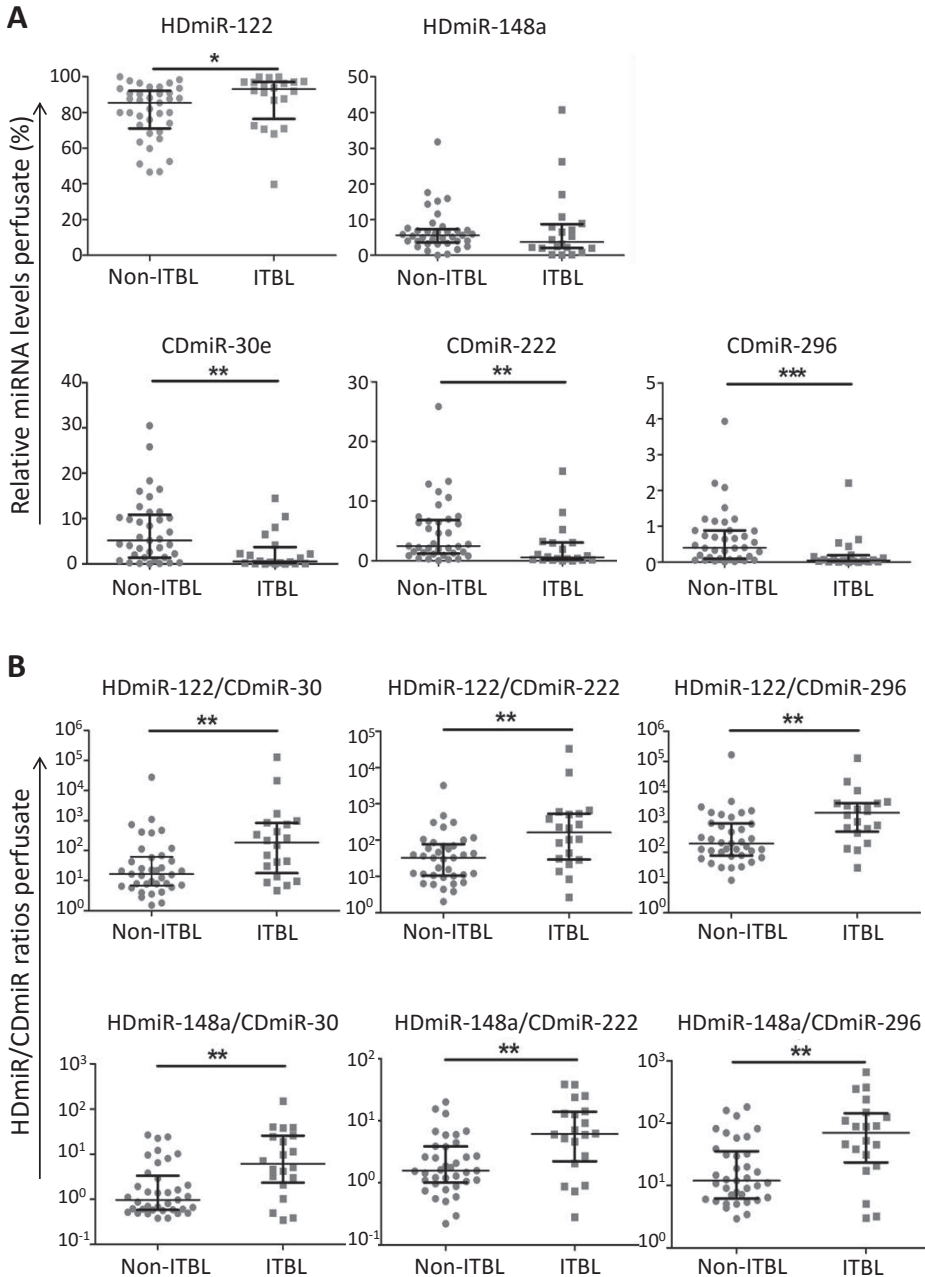 A
HDmiR-122
HDmiR-148a
Relative miRNA levels perfusate (%)
*
100
80
60
40
20
0
Non-ITBL
ITBL
50
40
30
20
10
0
Non-ITBL
ITBL
CDmiR-30e
CDmiR-222
CDmiR-296
**
40
30
20
10
0
Non-ITBL
ITBL
**
30
20
10
0
Non-ITBL
ITBL
***
5
4
3
2
1
0
Non-ITBL
ITBL
B
HDmiR-122/CDmiR-30
HDmiR-122/CDmiR-222
HDmiR-122/CDmiR-296
HDmiR/CDmiR ratios perfusate
**
10⁶
10⁵
10⁴
10³
10²
10¹
10⁰
Non-ITBL
ITBL
**
10⁵
10⁴
10³
10²
10¹
10⁰
Non-ITBL
ITBL
**
10⁶
10⁵
10⁴
10³
10²
10¹
10⁰
Non-ITBL
ITBL
HDmiR-148a/CDmiR-30
HDmiR-148a/CDmiR-222
HDmiR-148a/CDmiR-296
**
10³
10²
10¹
10⁰
10⁻¹
Non-ITBL
ITBL
**
10²
10¹
10⁰
10⁻¹
Non-ITBL
ITBL
**
10³
10²
10¹
10⁰
Non-ITBL
ITBL